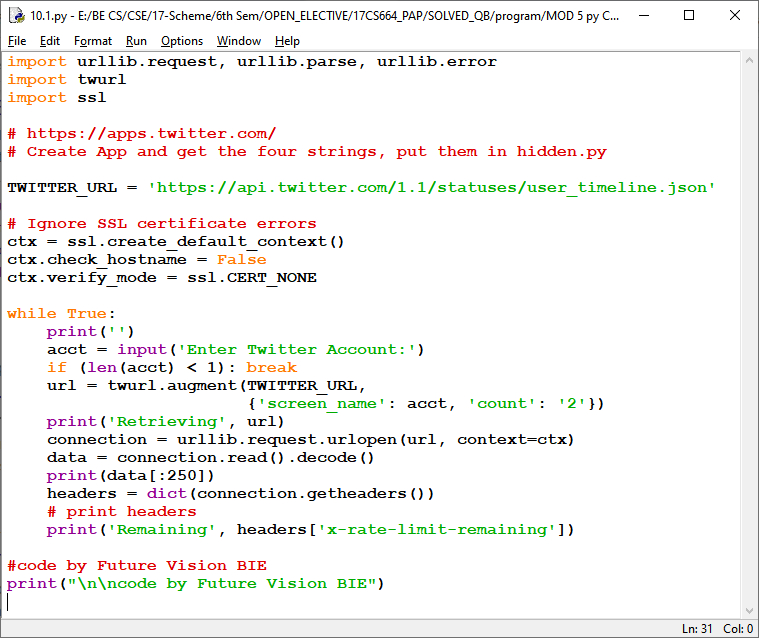 10.1.py - E:/BE CS/CSE/17-Scheme/6th Sem/OPEN_ELECTIVE/17CS664_PAP/SOLVED_QB/program/MOD 5 py C...
File Edit Format Run Options Window Help
import urllib.request, urllib.parse, urllib.error
import twurl
import ssl

# https://apps.twitter.com/
# Create App and get the four strings, put them in hidden.py

TWITTER_URL = 'https://api.twitter.com/1.1/statuses/user_timeline.json'

# Ignore SSL certificate errors
ctx = ssl.create_default_context()
ctx.check_hostname = False
ctx.verify_mode = ssl.CERT_NONE

while True:
    print('')
    acct = input('Enter Twitter Account:')
    if (len(acct) < 1): break
    url = twurl.augment(TWITTER_URL,
                        {'screen_name': acct, 'count': '2'})
    print('Retrieving', url)
    connection = urllib.request.urlopen(url, context=ctx)
    data = connection.read().decode()
    print(data[:250])
    headers = dict(connection.getheaders())
    # print headers
    print('Remaining', headers['x-rate-limit-remaining'])

#code by Future Vision BIE
print("\n\ncode by Future Vision BIE")
Ln: 31 Col: 0